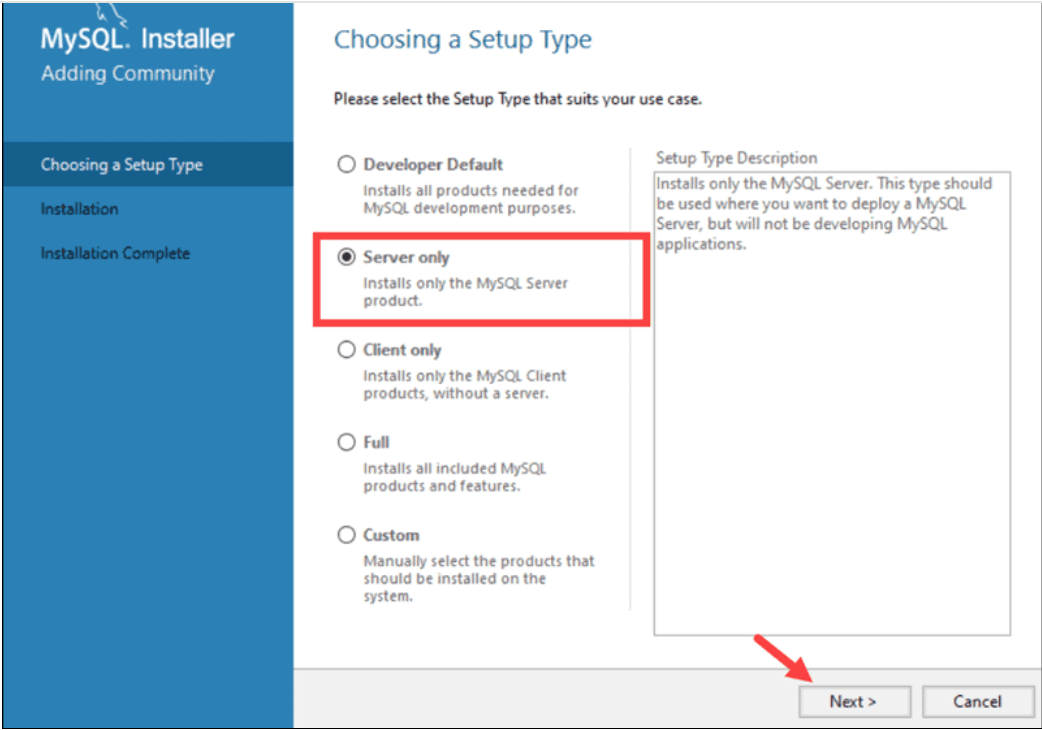 MySQL. Installer
Adding Community
Choosing a Setup Type
Installation
Installation Complete
Choosing a Setup Type
Please select the Setup Type that suits your use case.
Developer Default
Installs all products needed for
MySQL development purposes.
Server only
Installs only the MySQL Server
product.
Client only
Installs only the MySQL Client
products, without a server.
Full
Installs all included MySQL
products and features.
Custom
Manually select the products that
should be installed on the
system.
Setup Type Description
Installs only the MySQL Server. This type should
be used where you want to deploy a MySQL
Server, but will not be developing MySQL
applications.
Next >
Cancel